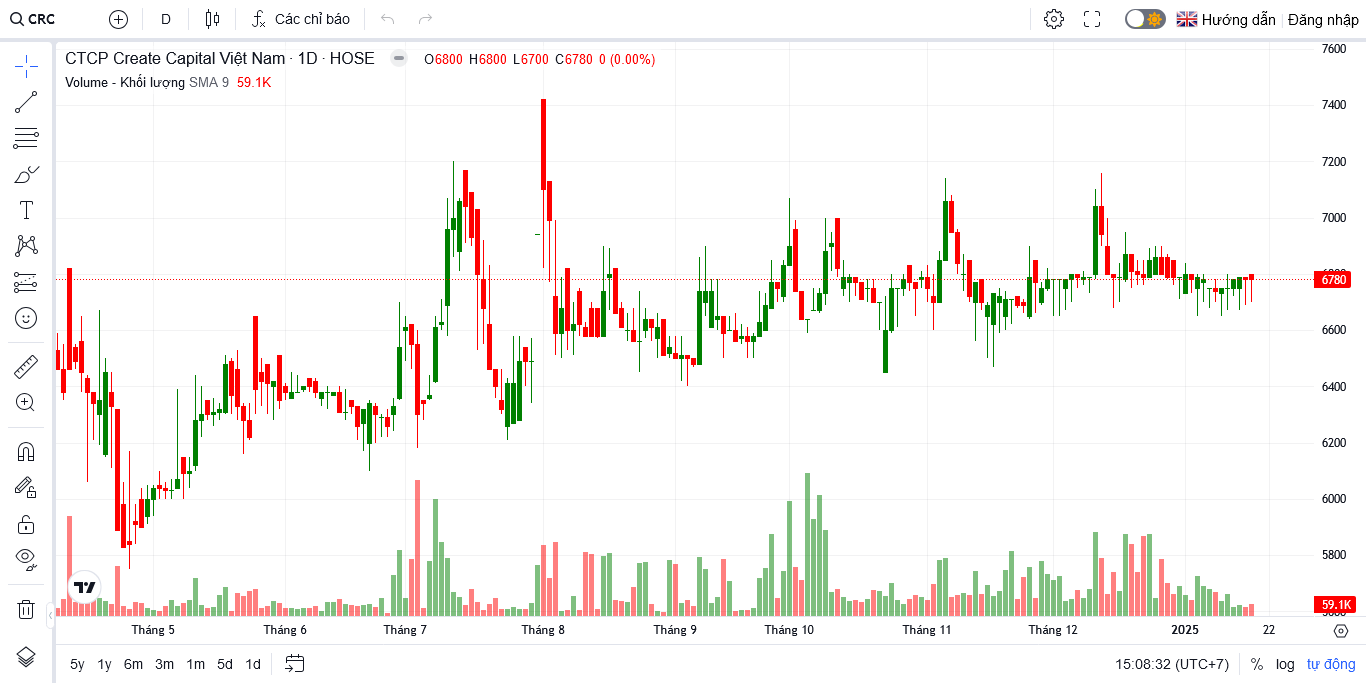 CRC D Các chỉ báo Hướng dẫn Đăng nhập
CTCP Create Capital Việt Nam · 1D · HOSE O6800 H6800 L6700 C6780 0 (0.00%)
Volume - Khối lượng SMA 9 59.1K
7600
7400
7200
7000
6780
6600
6400
6200
6000
5800
59.1K
Tháng 5 Tháng 6 Tháng 7 Tháng 8 Tháng 9 Tháng 10 Tháng 11 Tháng 12 2025 22
5y 1y 6m 3m 1m 5d 1d 15:08:32 (UTC+7) % log tự động